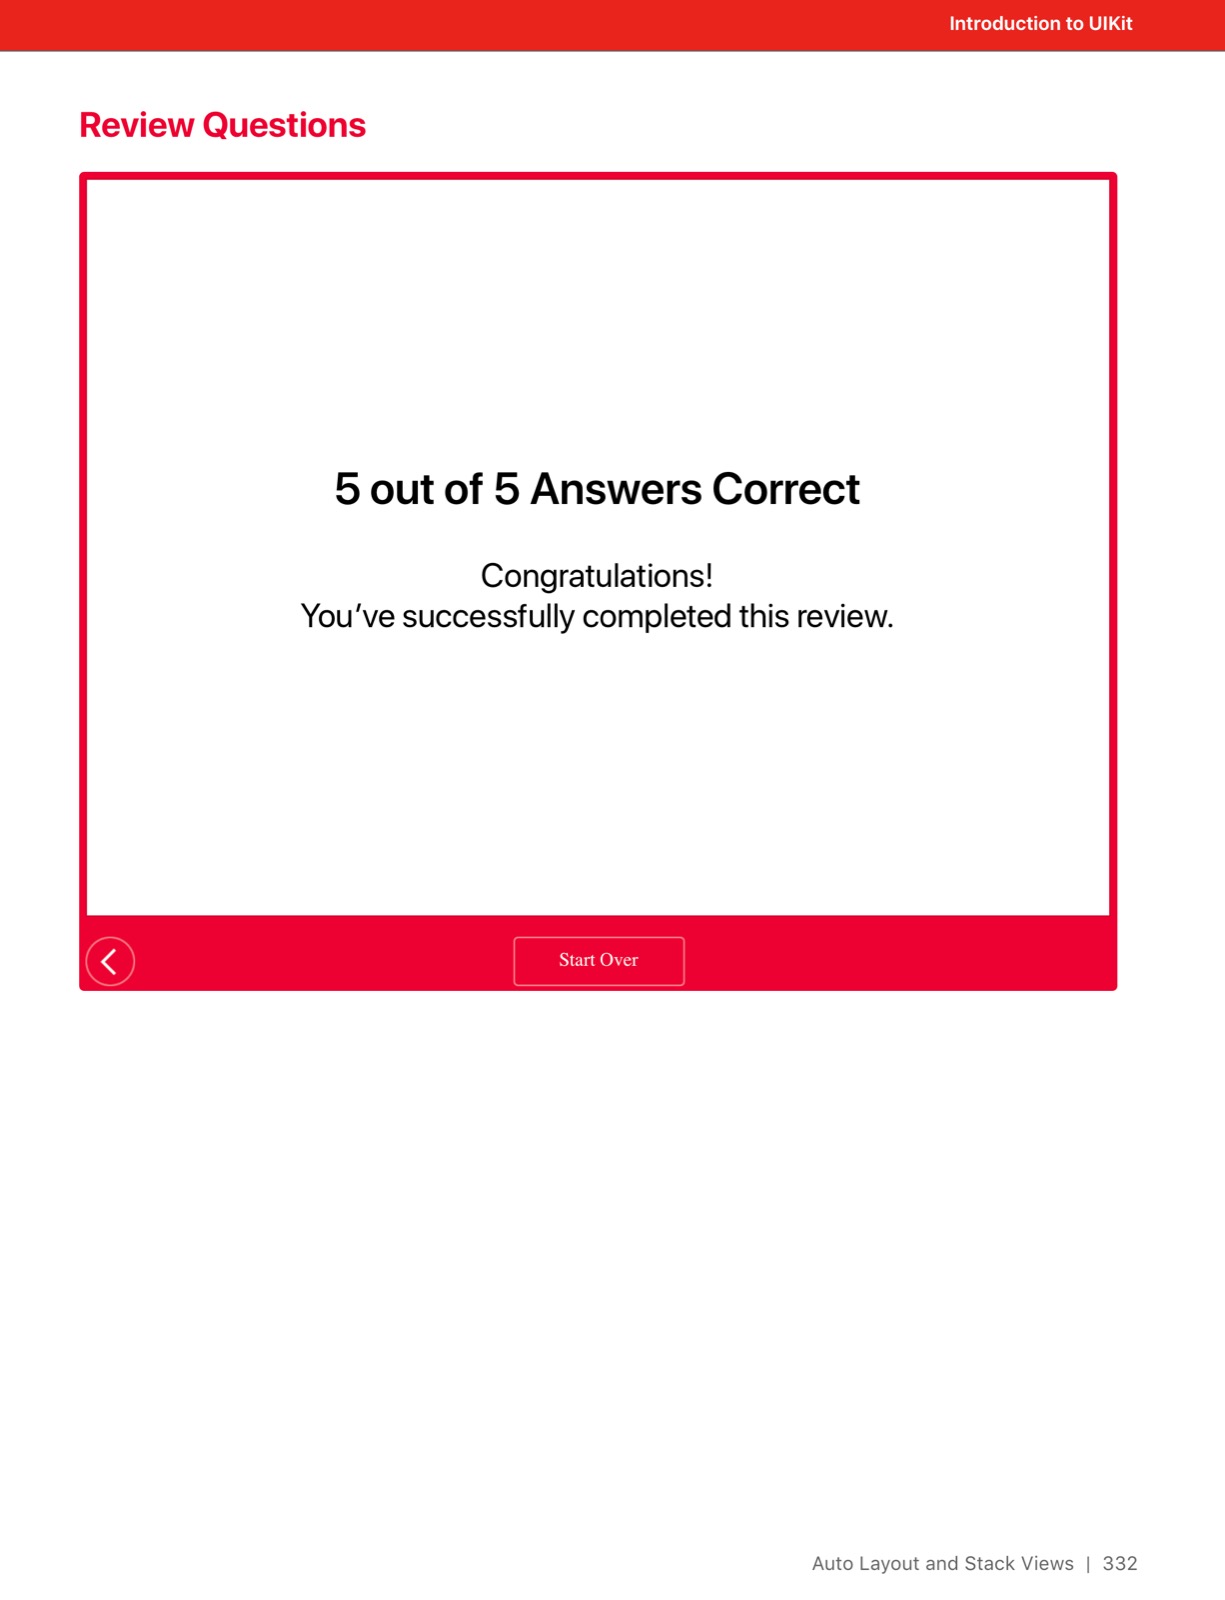 Introduction to UIKit
Review Questions
5 out of 5 Answers Correct
Congratulations!
You’ve successfully completed this review.
Start Over
Auto Layout and Stack Views | 332